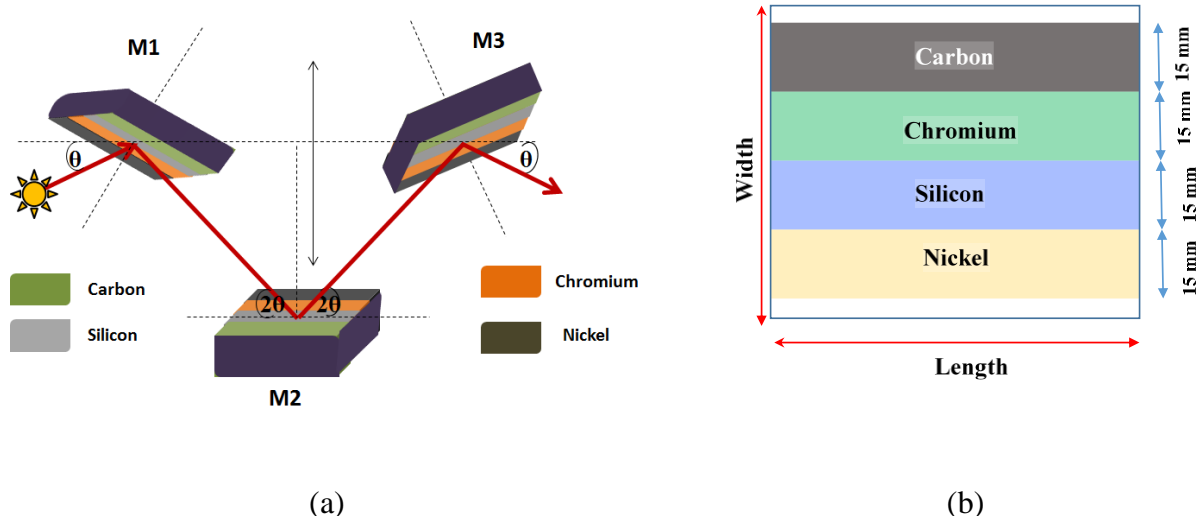 M1
M3
θ
θ
2θ
2θ
M2
Carbon
Silicon
Chromium
Nickel
(a)
Width
Carbon
Chromium
Silicon
Nickel
15 mm
15 mm
15 mm
15 mm
Length
(b)